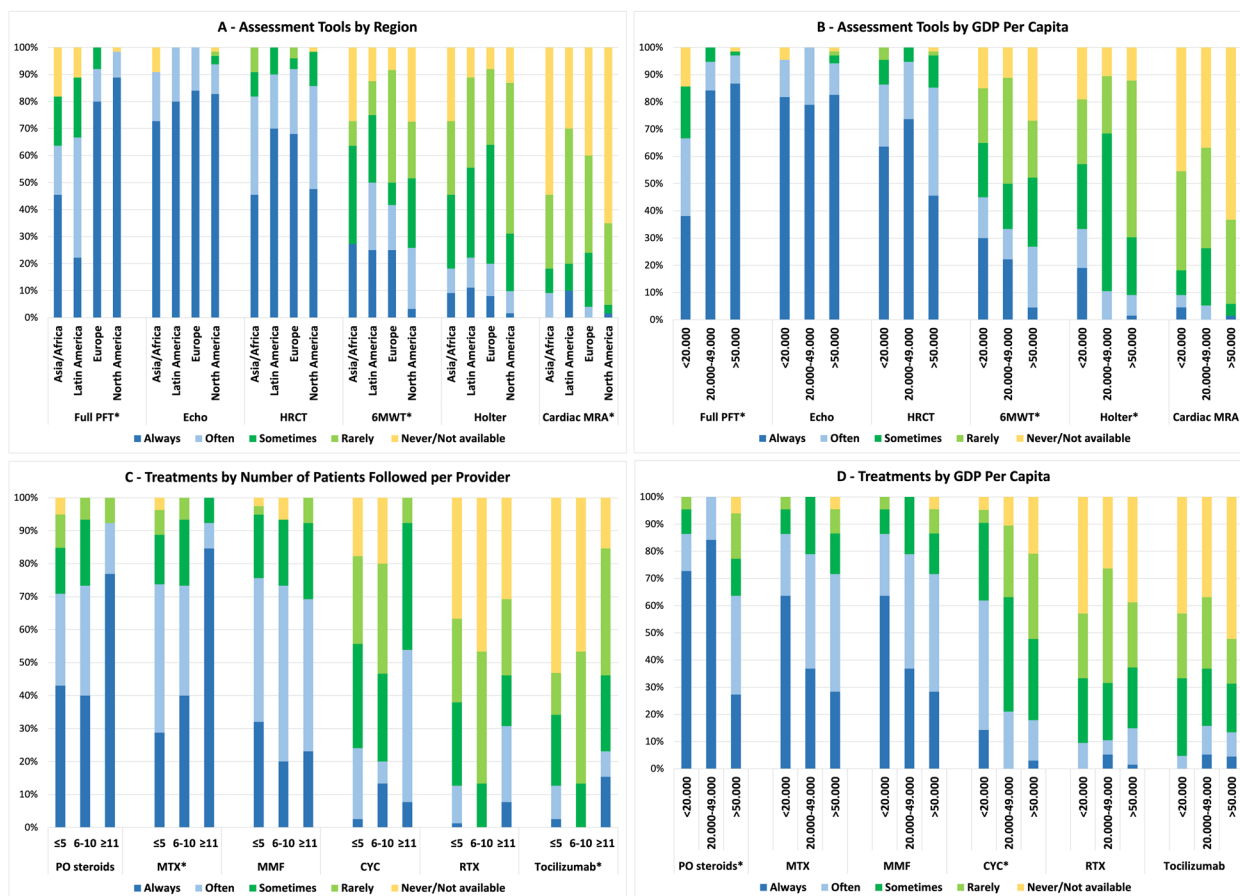 A - Assessment Tools by Region
100%
90%
80%
70%
60%
50%
40%
30%
20%
10%
0%
Asia/Africa Latin America Europe North America Asia/Africa Latin America Europe North America Asia/Africa Latin America Europe North America Asia/Africa Latin America Europe North America Asia/Africa Latin America Europe North America Asia/Africa Latin America Europe North America
Full PFT* Echo HRCT 6MWT* Holter Cardiac MRA*
Always Often Sometimes Rarely Never/Not available
B - Assessment Tools by GDP Per Capita
100%
90%
80%
70%
60%
50%
40%
30%
20%
10%
0%
<20.000 20.000-49.000 >50.000 <20.000 20.000-49.000 >50.000 <20.000 20.000-49.000 >50.000 <20.000 20.000-49.000 >50.000 <20.000 20.000-49.000 >50.000 <20.000 20.000-49.000 >50.000
Full PFT* Echo HRCT 6MWT* Holter* Cardiac MRA
Always Often Sometimes Rarely Never/Not available
C - Treatments by Number of Patients Followed per Provider
100%
90%
80%
70%
60%
50%
40%
30%
20%
10%
0%
≤5 6-10 ≥11 ≤5 6-10 ≥11 ≤5 6-10 ≥11 ≤5 6-10 ≥11 ≤5 6-10 ≥11 ≤5 6-10 ≥11
PO steroids MTX* MMF CYC RTX Tocilizumab*
Always Often Sometimes Rarely Never/Not available
D - Treatments by GDP Per Capita
100%
90%
80%
70%
60%
50%
40%
30%
20%
10%
0%
<20.000 20.000-49.000 >50.000 <20.000 20.000-49.000 >50.000 <20.000 20.000-49.000 >50.000 <20.000 20.000-49.000 >50.000 <20.000 20.000-49.000 >50.000 <20.000 20.000-49.000 >50.000
PO steroids* MTX MMF CYC* RTX Tocilizumab
Always Often Sometimes Rarely Never/Not available